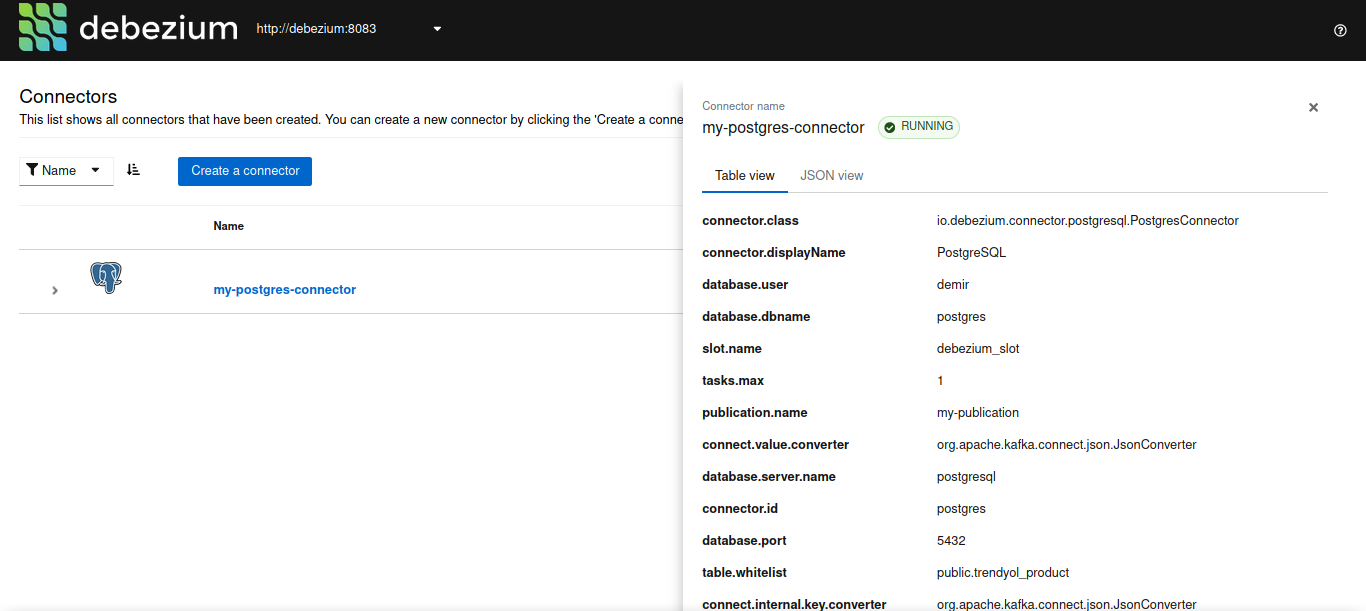 debezium http://debezium:8083
Connectors
This list shows all connectors that have been created. You can create a new connector by clicking the 'Create a conne
Name Create a connector
Name
my-postgres-connector
Connector name
my-postgres-connector RUNNING
Table view JSON view
connector.class io.debezium.connector.postgresql.PostgresConnector
connector.displayName PostgreSQL
database.user demir
database.dbname postgres
slot.name debezium_slot
tasks.max 1
publication.name my-publication
connect.value.converter org.apache.kafka.connect.json.JsonConverter
database.server.name postgresql
connector.id postgres
database.port 5432
table.whitelist public.trendyol_product
connect.internal.key.converter org.apache.kafka.connect.json.JsonConverter